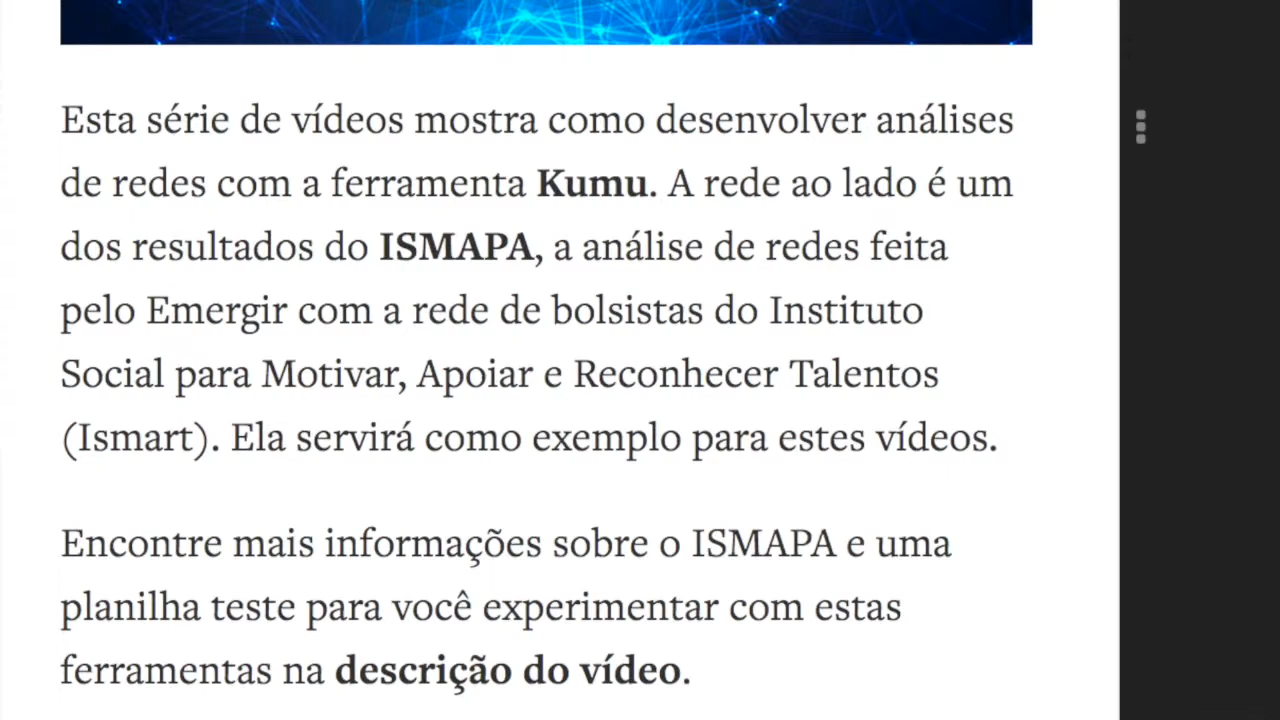 Esta série de vídeos mostra como desenvolver análises
de redes com a ferramenta Kumu. A rede ao lado é um
dos resultados do ISMAPA, a análise de redes feita
pelo Emergir com a rede de bolsistas do Instituto
Social para Motivar, Apoiar e Reconhecer Talentos
(Ismart). Ela servirá como exemplo para estes vídeos.
Encontre mais informações sobre o ISMAPA e uma
planilha teste para você experimentar com estas
ferramentas na descrição do vídeo.